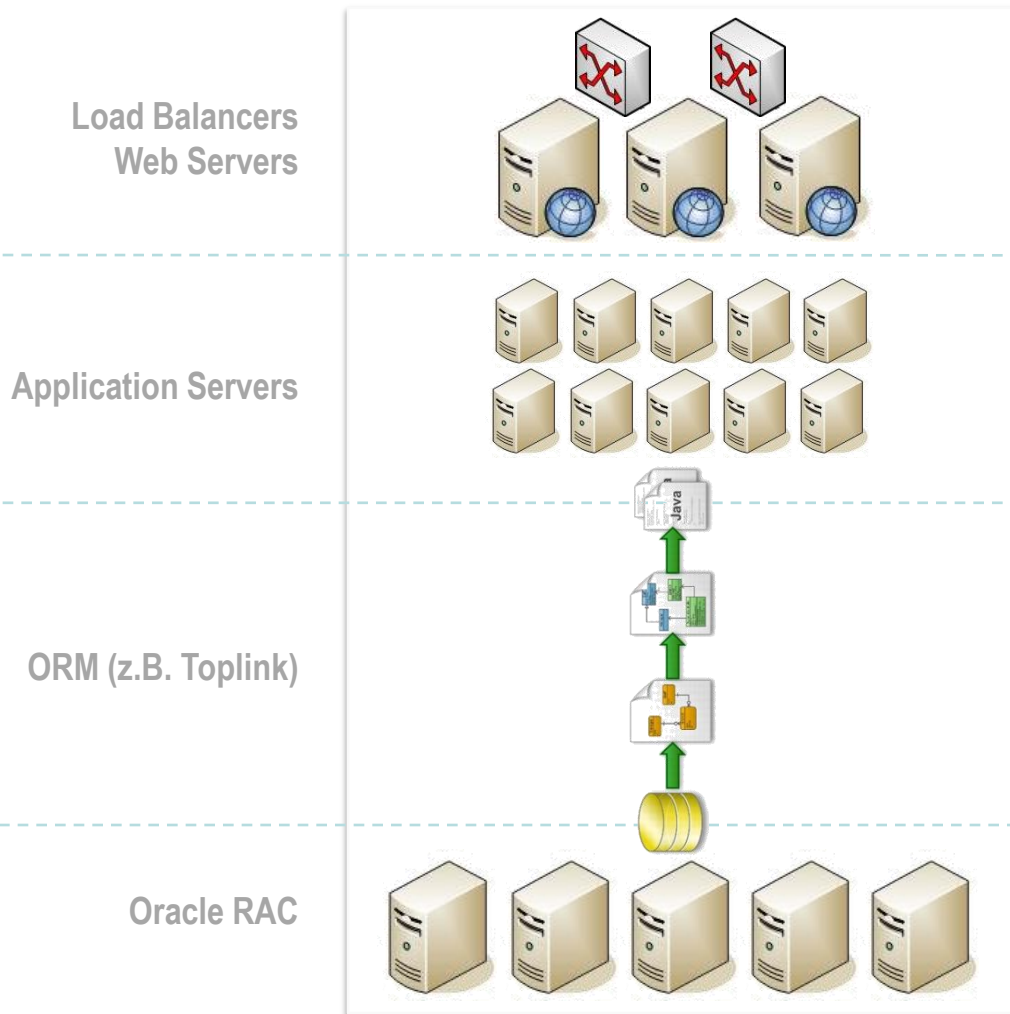 Load Balancers
Web Servers
Application Servers
Java
ORM (z.B. Toplink)
Oracle RAC